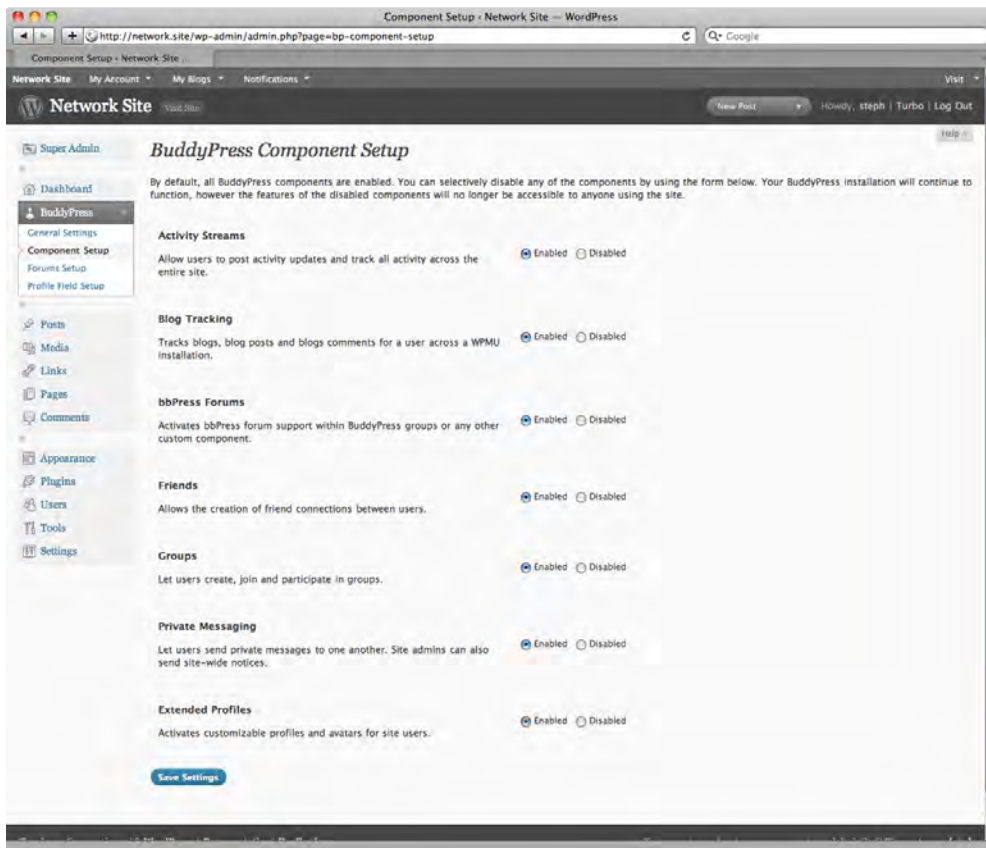 Component Setup ‹ Network Site — WordPress
http://network.site/wp-admin/admin.php?page=bp-component-setup
Google
Component Setup ‹ Network Site ...
Network Site My Account My Blogs Notifications Visit
Network Site Visit Site New Post Howdy, steph | Turbo | Log Out
Help
Super Admin
Dashboard
BuddyPress
General Settings
Component Setup
Forums Setup
Profile Field Setup
Posts
Media
Links
Pages
Comments
Appearance
Plugins
Users
Tools
Settings
BuddyPress Component Setup
By default, all BuddyPress components are enabled. You can selectively disable any of the components by using the form below. Your BuddyPress installation will continue to
function, however the features of the disabled components will no longer be accessible to anyone using the site.
Activity Streams
Allow users to post activity updates and track all activity across the
entire site.
Enabled Disabled
Blog Tracking
Tracks blogs, blog posts and blogs comments for a user across a WPMU
installation.
Enabled Disabled
bbPress Forums
Activates bbPress forum support within BuddyPress groups or any other
custom component.
Enabled Disabled
Friends
Allows the creation of friend connections between users.
Enabled Disabled
Groups
Let users create, join and participate in groups.
Enabled Disabled
Private Messaging
Let users send private messages to one another. Site admins can also
send site-wide notices.
Enabled Disabled
Extended Profiles
Activates customizable profiles and avatars for site users.
Enabled Disabled
Save Settings